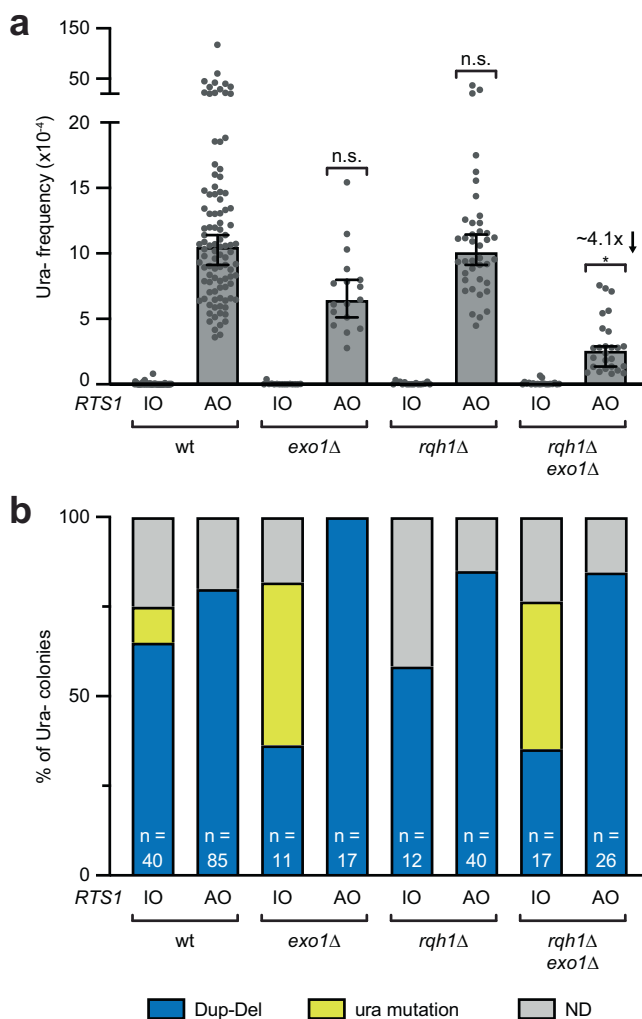 a
Ura- frequency (x10⁻⁴)
150
50
20
15
10
5
0
n.s.
n.s.
~4.1x ↓
*
RTS1 IO AO IO AO IO AO IO AO
wt exo1Δ rqh1Δ rqh1Δ
exo1Δ
b
% of Ura- colonies
100
50
0
n = n = n = n = n = n = n = n =
40 85 11 17 12 40 17 26
RTS1 IO AO IO AO IO AO IO AO
wt exo1Δ rqh1Δ rqh1Δ
exo1Δ
Dup-Del ura mutation ND